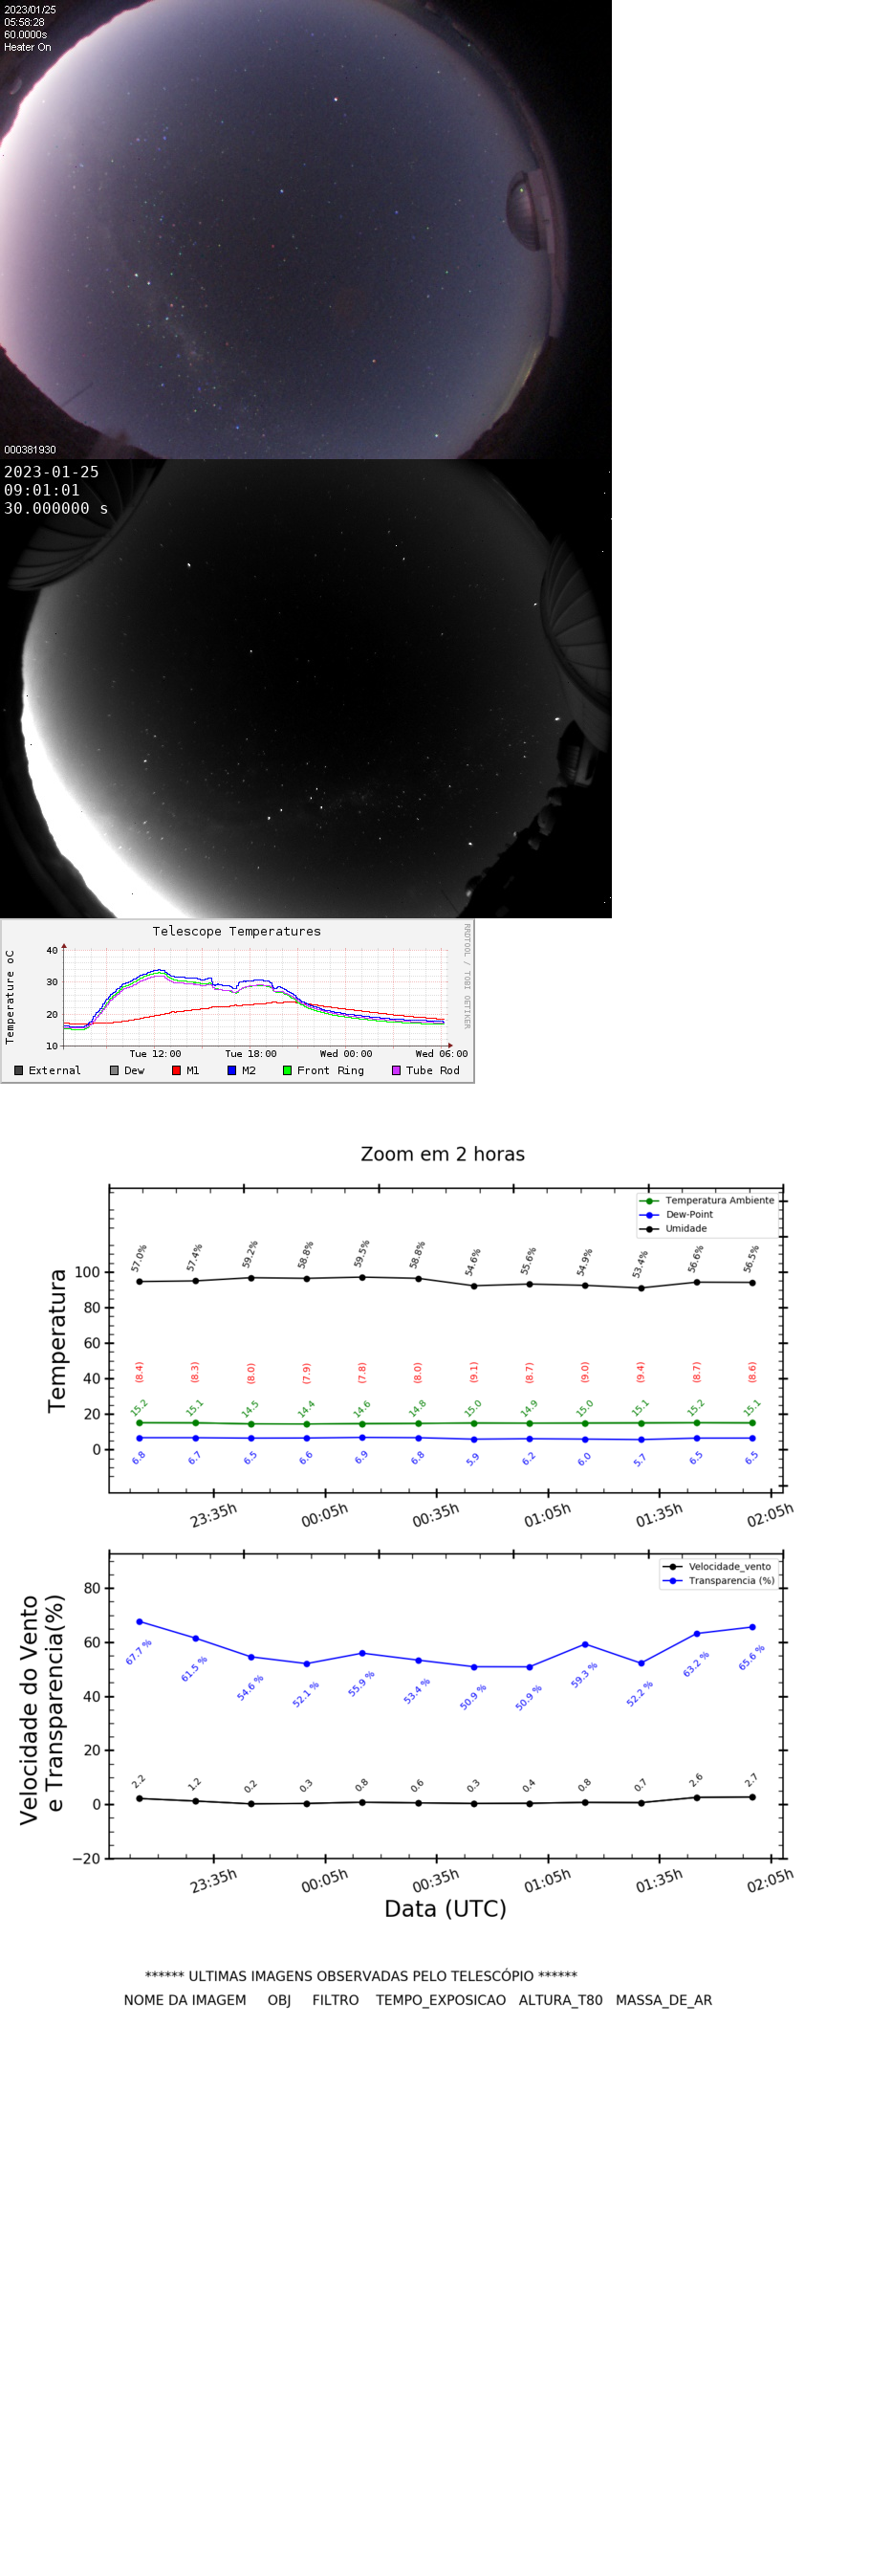 2023/01/25
05:58:28
60.0000s
Heater On
000381930
2023-01-25
09:01:01
30.000000 s
Telescope Temperatures
RRDTOOL / TOBI OETIKER
Temperature oC
40
30
20
10
Tue 12:00 Tue 18:00 Wed 00:00 Wed 06:00
External Dew M1 M2 Front Ring Tube Rod
Zoom em 2 horas
Temperatura Ambiente
Dew-Point
Umidade
Temperatura
100
80
60
40
20
0
57.0% 57.4% 59.2% 58.8% 59.5% 58.8% 54.6% 55.6% 54.9% 53.4% 56.6% 56.5%
(8.4) (8.3) (8.0) (7.9) (7.8) (8.0) (9.1) (8.7) (9.0) (9.4) (8.7) (8.6)
15.2 15.1 14.5 14.4 14.6 14.8 15.0 14.9 15.0 15.1 15.2 15.1
6.8 6.7 6.5 6.6 6.9 6.8 5.9 6.2 6.0 5.7 6.5 6.5
23:35h 00:05h 00:35h 01:05h 01:35h 02:05h
Velocidade_vento
Transparencia (%)
Velocidade do Vento
e Transparencia(%)
80
60
40
20
0
−20
67.7 % 61.5 % 54.6 % 52.1 % 55.9 % 53.4 % 50.9 % 50.9 % 59.3 % 52.2 % 63.2 % 65.6 %
2.2 1.2 0.2 0.3 0.8 0.6 0.3 0.4 0.8 0.7 2.6 2.7
23:35h 00:05h 00:35h 01:05h 01:35h 02:05h
Data (UTC)
****** ULTIMAS IMAGENS OBSERVADAS PELO TELESCÓPIO ******
NOME DA IMAGEM OBJ FILTRO TEMPO_EXPOSICAO ALTURA_T80 MASSA_DE_AR